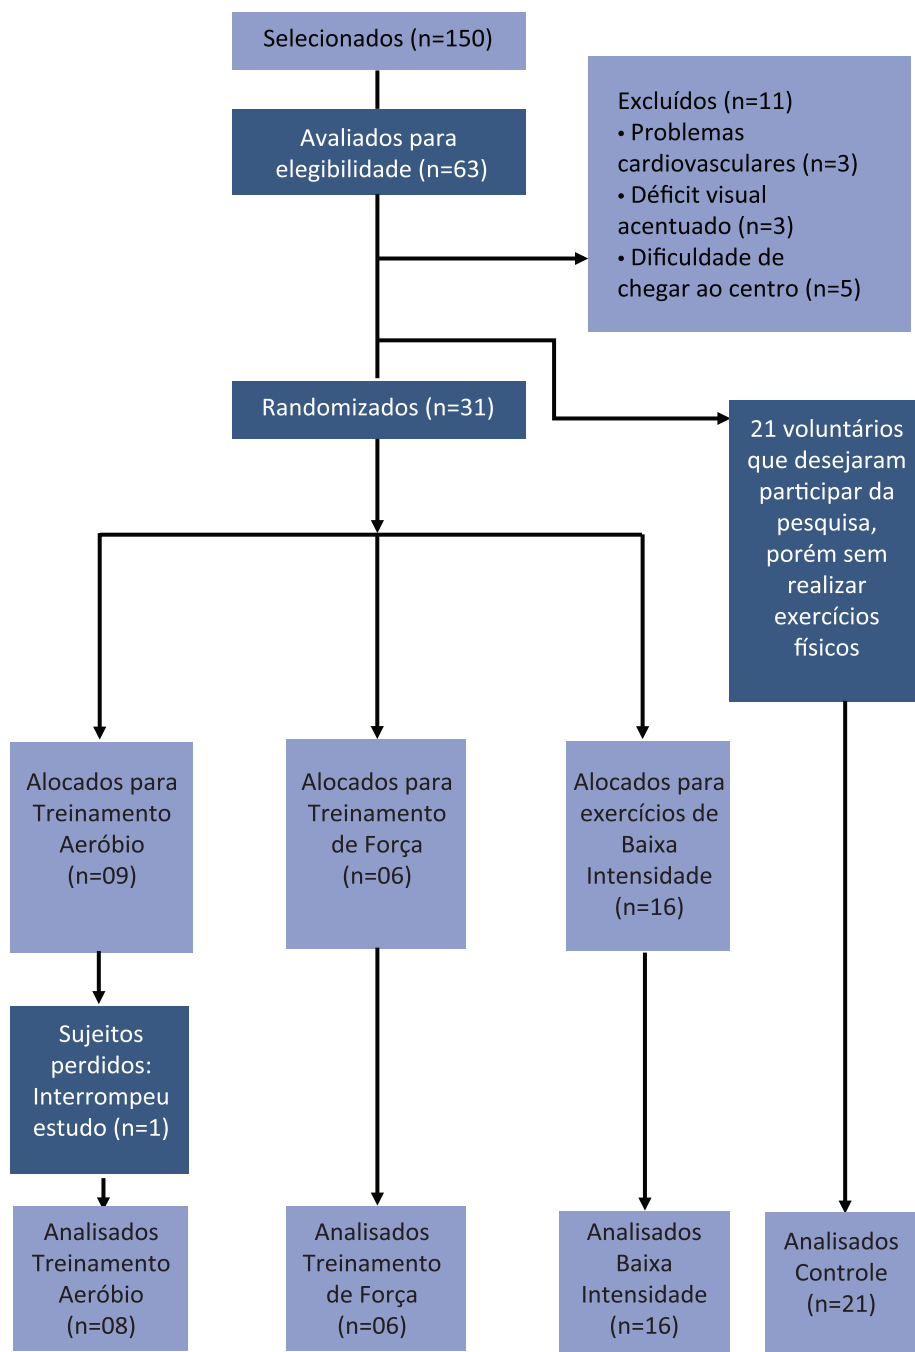 Selecionados (n=150)
Avaliados para
elegibilidade (n=63)
Excluídos (n=11)
• Problemas
cardiovasculares (n=3)
• Déficit visual
acentuado (n=3)
• Dificuldade de
chegar ao centro (n=5)
Randomizados (n=31)
21 voluntários
que desejaram
participar da
pesquisa,
porém sem
realizar
exercícios
físicos
Alocados para
Treinamento
Aeróbio
(n=09)
Alocados para
Treinamento
de Força
(n=06)
Alocados para
exercícios de
Baixa
Intensidade
(n=16)
Sujeitos
perdidos:
Interrompeu
estudo (n=1)
Analisados
Treinamento
Aeróbio
(n=08)
Analisados
Treinamento
de Força
(n=06)
Analisados
Baixa
Intensidade
(n=16)
Analisados
Controle
(n=21)